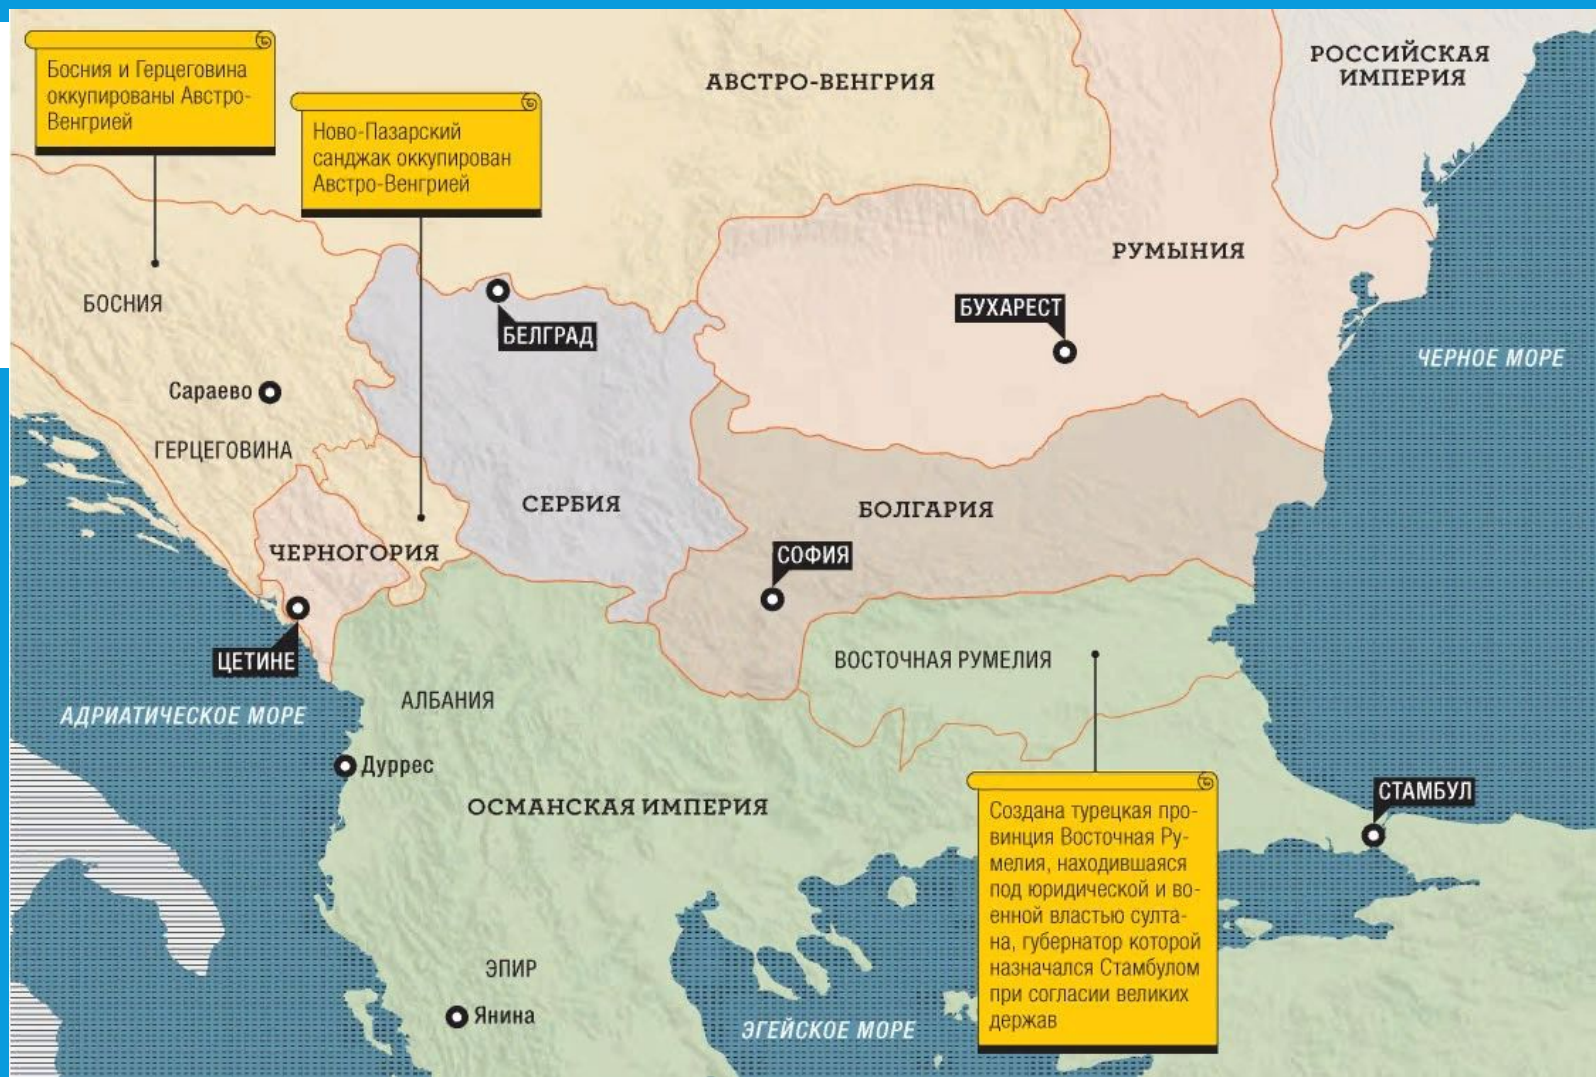 Босния и Герцеговина
оккупированы Австро-
Венгрией
Ново-Пазарский
санджак оккупирован
Австро-Венгрией
АВСТРО-ВЕНГРИЯ
РОССИЙСКАЯ
ИМПЕРИЯ
РУМЫНИЯ
БОСНИЯ
БЕЛГРАД
БУХАРЕСТ
ЧЕРНОЕ МОРЕ
Сараево
ГЕРЦЕГОВИНА
СЕРБИЯ
БОЛГАРИЯ
ЧЕРНОГОРИЯ
СОФИЯ
ЦЕТИНЕ
ВОСТОЧНАЯ РУМЕЛИЯ
АДРИАТИЧЕСКОЕ МОРЕ
АЛБАНИЯ
Дуррес
ОСМАНСКАЯ ИМПЕРИЯ
СТАМБУЛ
Создана турецкая про-
винция Восточная Ру-
мелия, находившаяся
под юридической и во-
енной властью султа-
на, губернатор которой
назначался Стамбулом
при согласии великих
держав
ЭПИР
Янина
ЭГЕЙСКОЕ МОРЕ